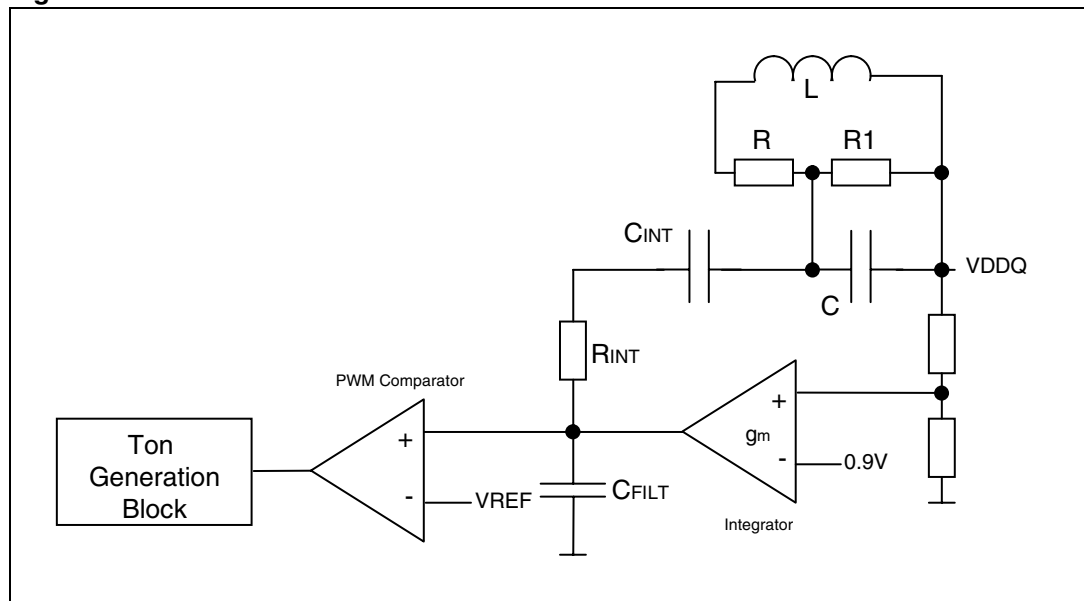 L
R R1
CINT
VDDQ
C
RINT
PWM Comparator
+
gm
-
0.9V
+
-
VREF
CFILT
Integrator
Ton
Generation
Block